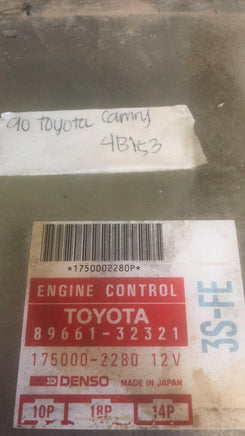 90 Toyota Camry
4B153
*1750002280P*
ENGINE CONTROL
TOYOTA
89661-32321
175000-2280 12V
DENSO MADE IN JAPAN
10P 18P 14P
3S-FE